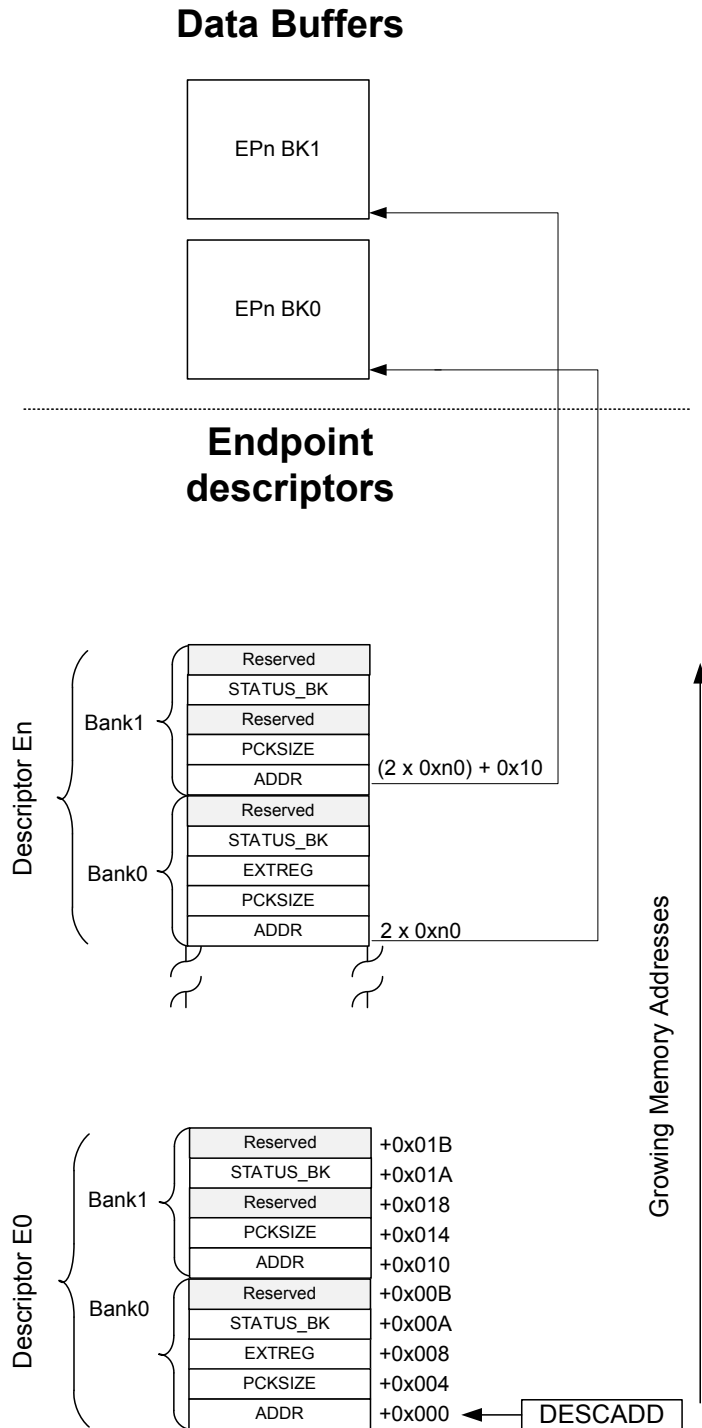 Data Buffers
EPn BK1
EPn BK0
Endpoint
descriptors
Descriptor En
Bank1
Reserved
STATUS_BK
Reserved
PCKSIZE
ADDR
(2 x 0xn0) + 0x10
Bank0
Reserved
STATUS_BK
EXTREG
PCKSIZE
ADDR
2 x 0xn0
Growing Memory Addresses
Descriptor E0
Bank1
Reserved +0x01B
STATUS_BK +0x01A
Reserved +0x018
PCKSIZE +0x014
ADDR +0x010
Bank0
Reserved +0x00B
STATUS_BK +0x00A
EXTREG +0x008
PCKSIZE +0x004
ADDR +0x000
DESCADD